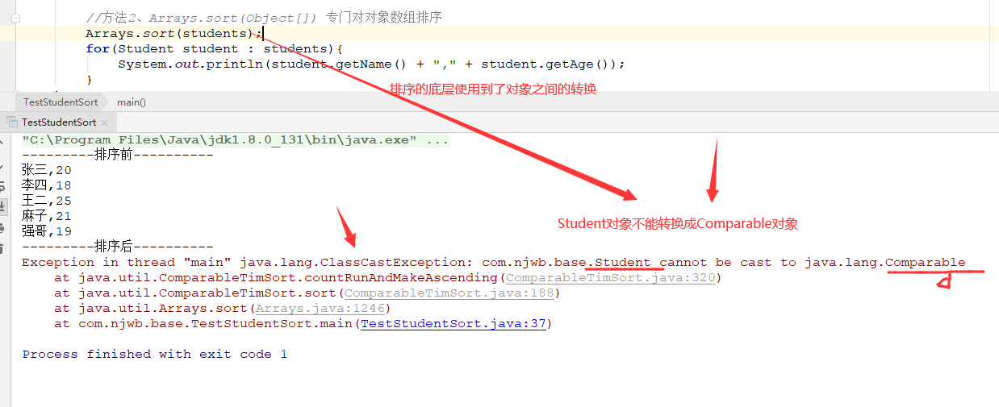 //方法2、Arrays.sort(Object[]) 专门对对象数组排序
Arrays.sort(students);
for(Student student : students){
System.out.println(student.getName() + "," + student.getAge());
}
排序的底层使用到了对象之间的转换
TestStudentSort main()
TestStudentSort ×
"C:\Program Files\Java\jdk1.8.0_131\bin\java.exe" ...
---------排序前----------
张三,20
李四,18
王二,25
麻子,21
强哥,19
Student对象不能转换成Comparable对象
---------排序后----------
Exception in thread "main" java.lang.ClassCastException: com.njwb.base.Student cannot be cast to java.lang.Comparable
at java.util.ComparableTimSort.countRunAndMakeAscending(ComparableTimSort.java:320)
at java.util.ComparableTimSort.sort(ComparableTimSort.java:188)
at java.util.Arrays.sort(Arrays.java:1246)
at com.njwb.base.TestStudentSort.main(TestStudentSort.java:37)
Process finished with exit code 1